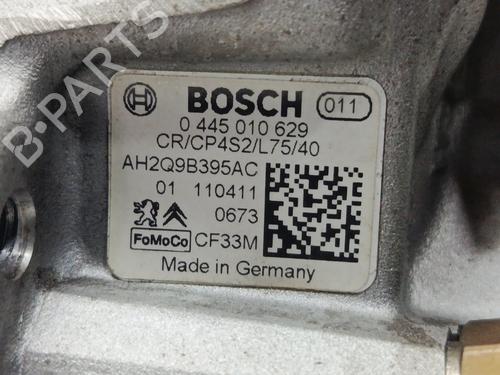 BOSCH 011
0 445 010 629
CR/CP4S2/L75/40
AH2Q9B395AC
01 110411
0673
FoMoCo CF33M
Made in Germany
B-PARTS